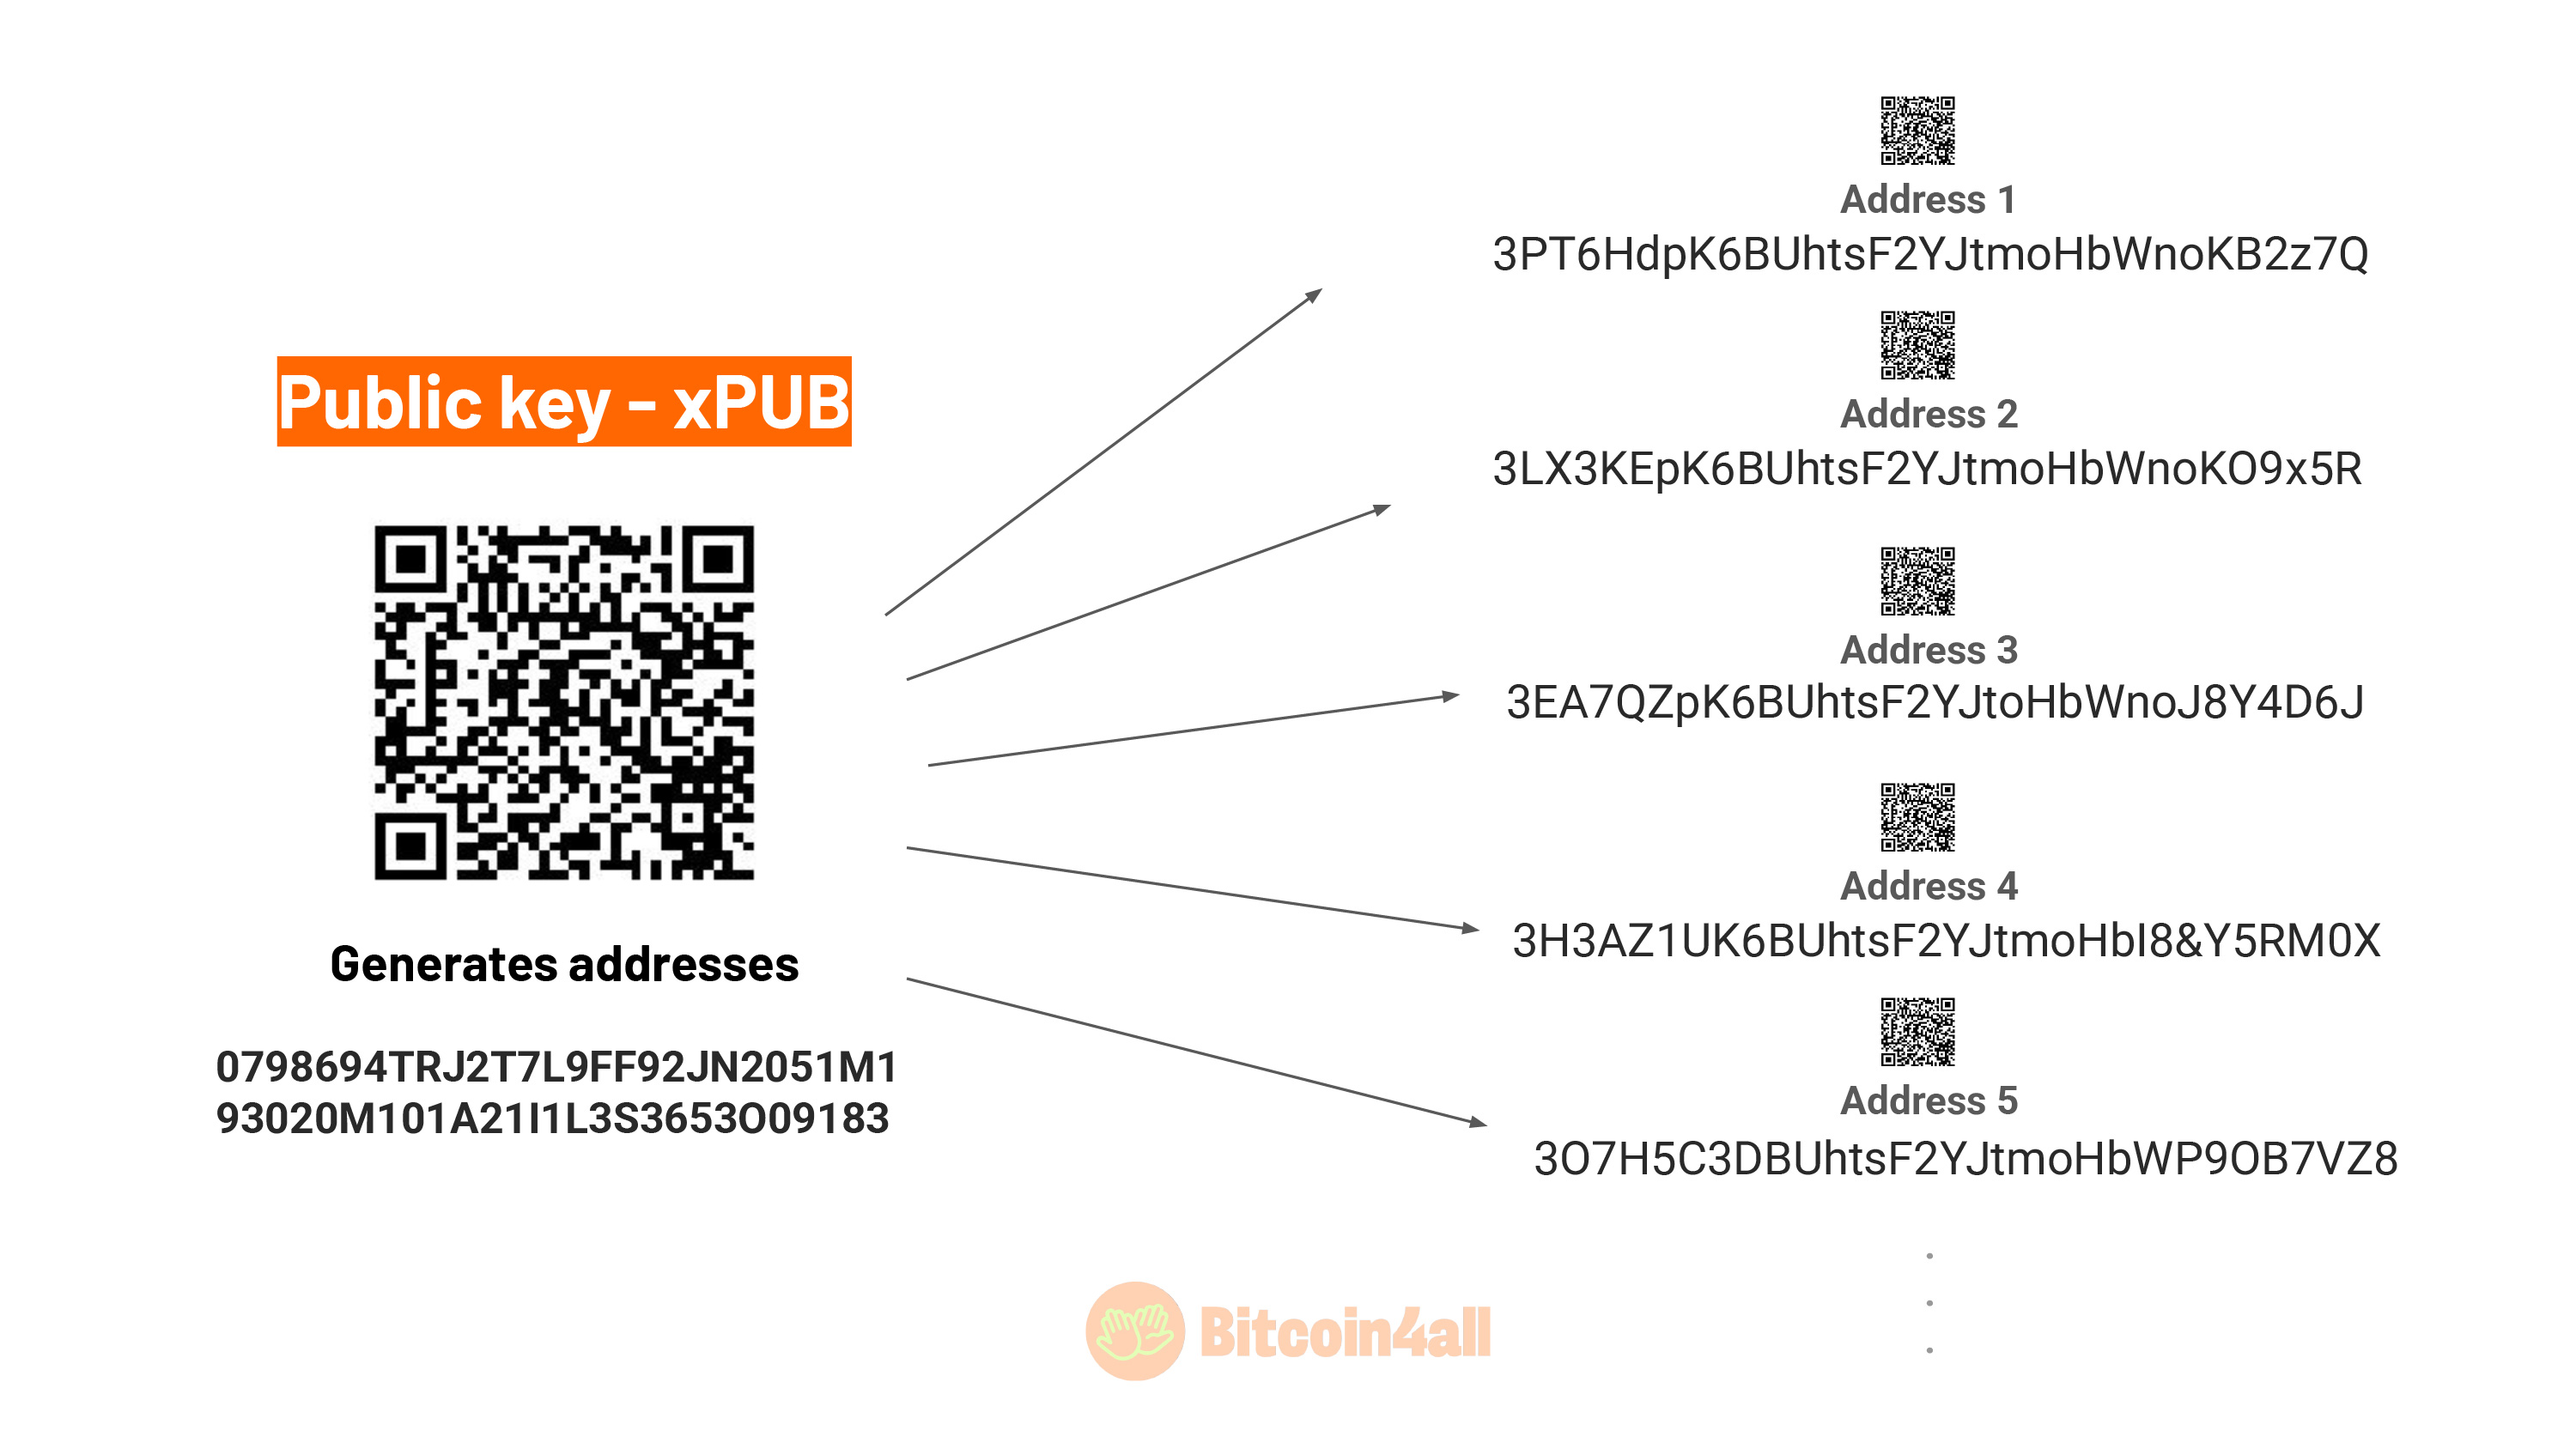 Public key - xPUB
Generates addresses
0798694TRJ2T7L9FF92JN2051M1
93020M101A21I1L3S3653O09183
Address 1
3PT6HdpK6BUhtsF2YJtmoHbWnoKB2z7Q
Address 2
3LX3KEpK6BUhtsF2YJtmoHbWnoKO9x5R
Address 3
3EA7QZpK6BUhtsF2YJtoHbWnoJ8Y4D6J
Address 4
3H3AZ1UK6BUhtsF2YJtmoHbI8&Y5RM0X
Address 5
3O7H5C3DBUhtsF2YJtmoHbWP9OB7VZ8
.
.
.
Bitcoin4all